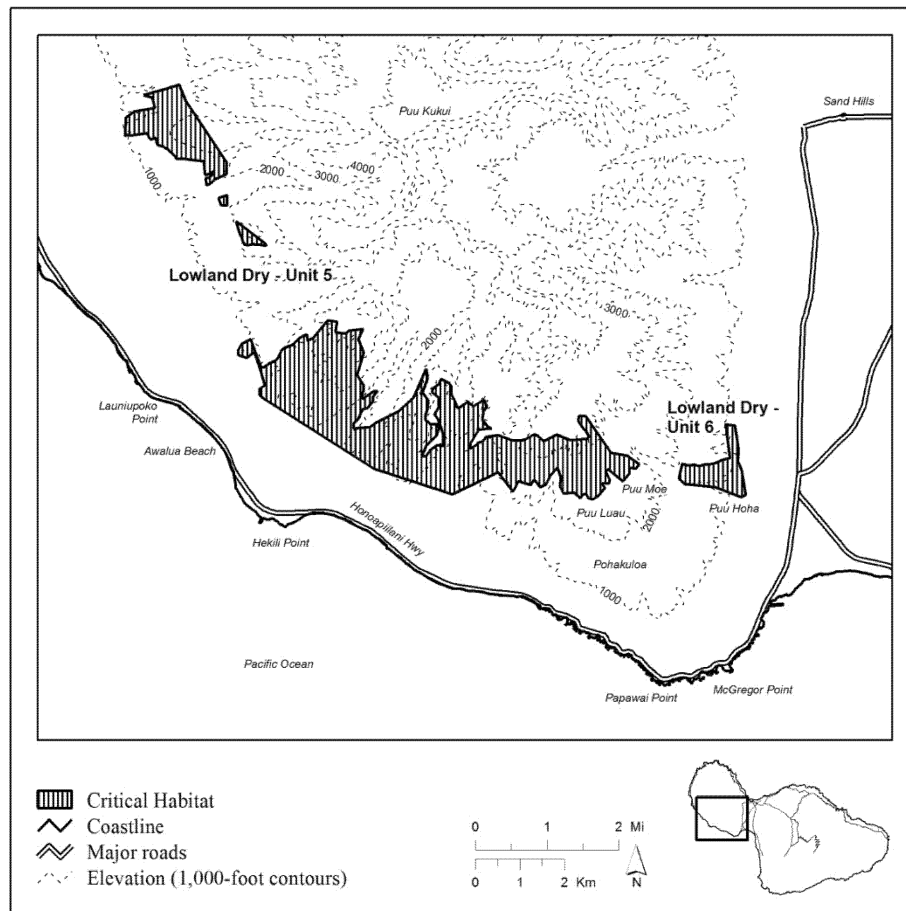 Sand Hills
Puu Kukui
1000
2000
3000
4000
Lowland Dry - Unit 5
3000
2000
Launiupoko
Point
Awalua Beach
Lowland Dry -
Unit 6
Puu Moe
Puu Luau
2000
Puu Hoha
Honoapiilani Hwy
Hekili Point
Pohakuloa
1000
Pacific Ocean
Papawai Point
McGregor Point
Critical Habitat
Coastline
Major roads
Elevation (1,000-foot contours)
0 1 2 Mi
0 1 2 Km
N